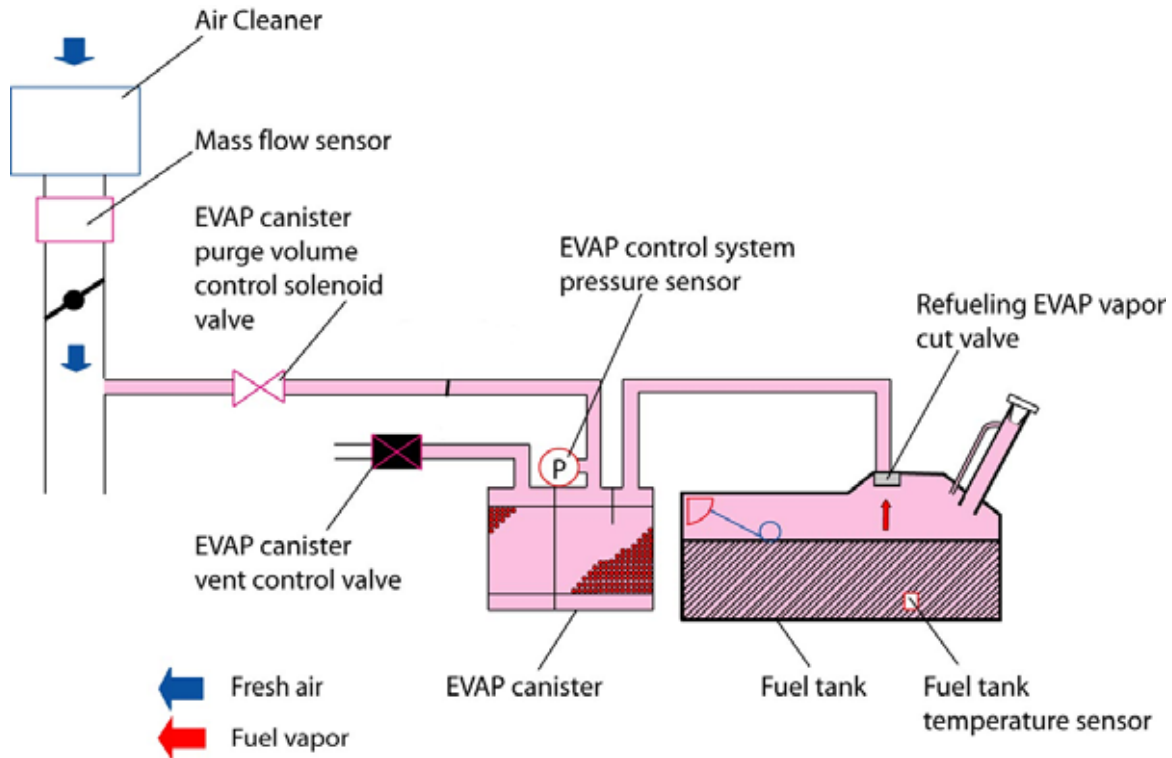 Air Cleaner
Mass flow sensor
EVAP canister
purge volume
control solenoid
valve
EVAP control system
pressure sensor
Refueling EVAP vapor
cut valve
P
EVAP canister
vent control valve
EVAP canister
Fuel tank
Fuel tank
temperature sensor
Fresh air
Fuel vapor